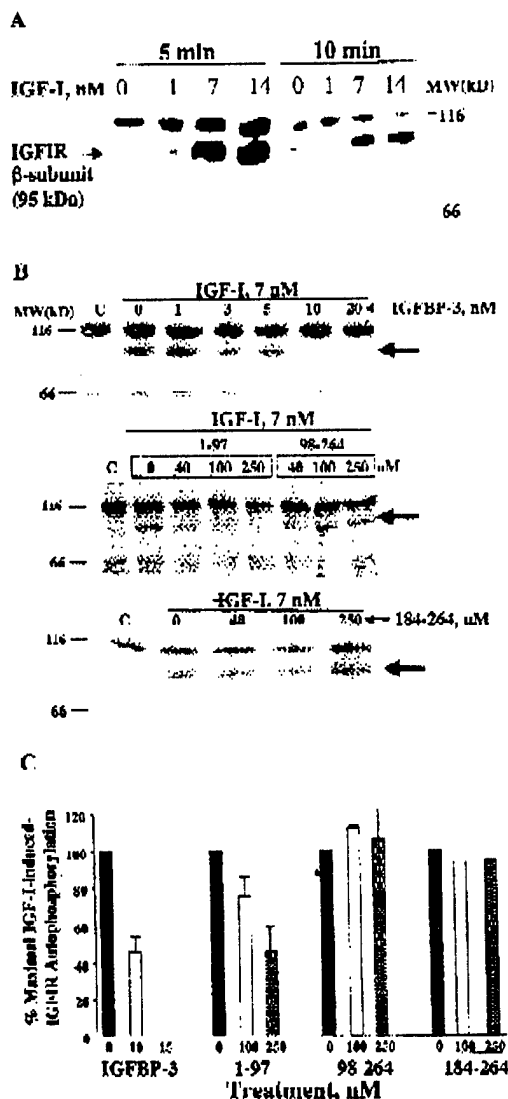 A
5 min 10 min
IGF-I, nM 0 1 7 14 0 1 7 14 MW(kD)
116
IGFIR
β-subunit
(95 kDa)
66
B
IGF-I, 7 nM
MW(kD) C 0 1 3 5 10 20 IGFBP-3, nM
116
66
IGF-I, 7 nM
1-97 98-264
C 0 40 100 250 40 100 250 nM
116
66
IGF-I, 7 nM
C 0 40 100 250 184-264, nM
116
66
C
% Maximal IGF-I-induced-
IGFIR Autophosphorylation
120
100
80
60
40
20
0
0 10 15 0 100 250 0 100 250 0 100 250
IGFBP-3 1-97 98-264 184-264
Treatment, nM